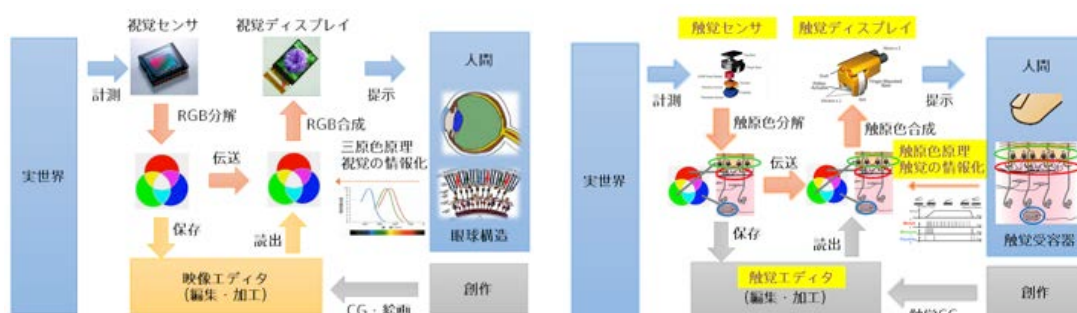 視覚センサ
視覚ディスプレイ
実世界
計測
提示
人間
RGB分解
RGB合成
三原色原理
視覚の情報化
伝送
保存
読出
眼球構造
映像エディタ
(編集・加工)
創作
CG・絵画
触覚センサ
触覚ディスプレイ
実世界
計測
提示
人間
触原色分解
触原色合成
触原色原理
触覚の情報化
伝送
保存
読出
触覚受容器
触覚エディタ
(編集・加工)
創作
触覚CG